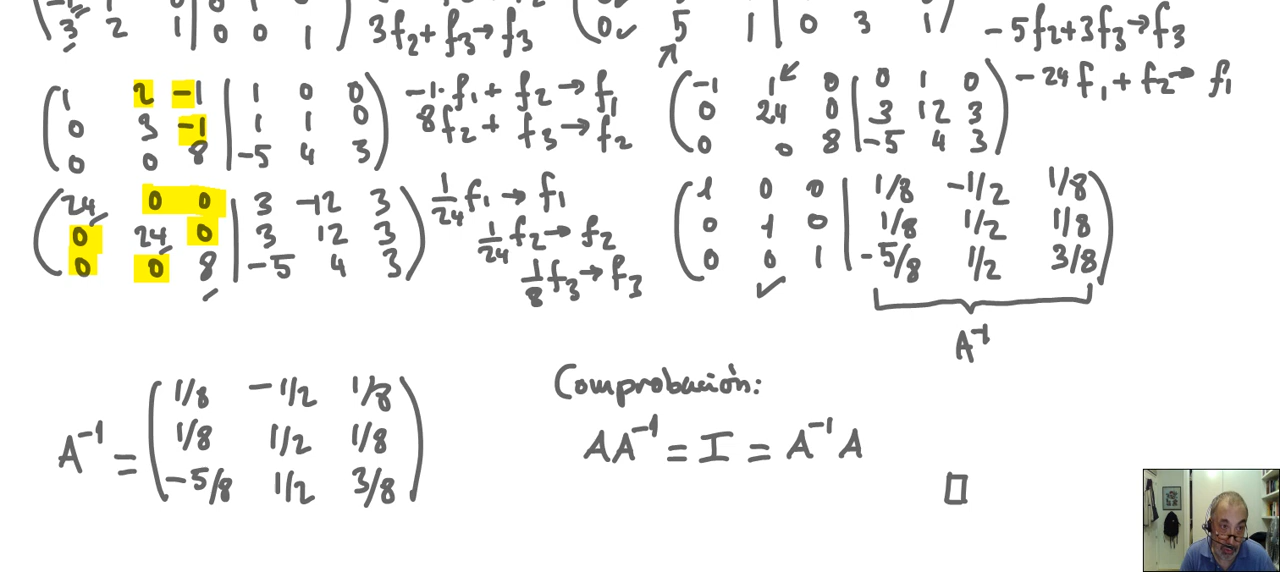 3 2 1 | 0 0 1 ) 3f₂+f₃→f₃ (0 5 1 | 0 3 1) -5f₂+3f₃→f₃
(1 2 -1 | 1 0 0) -1·f₁+f₂→f₁ (-1 1 0 | 0 1 0) -24f₁+f₂→f₁
0 3 -1 | 1 1 0 8f₂+f₃→f₂ 0 24 0 | 3 12 3
0 0 8 | -5 4 3 0 0 8 | -5 4 3
(24 0 0 | 3 -12 3) 1/24 f₁→f₁ (1 0 0 | 1/8 -1/2 1/8)
0 24 0 | 3 12 3 1/24 f₂→f₂ 0 1 0 | 1/8 1/2 1/8
0 0 8 | -5 4 3 1/8 f₃→f₃ 0 0 1 | -5/8 1/2 3/8
A⁻¹
A⁻¹ = (1/8 -1/2 1/8
1/8 1/2 1/8
-5/8 1/2 3/8)
Comprobación:
AA⁻¹ = I = A⁻¹A